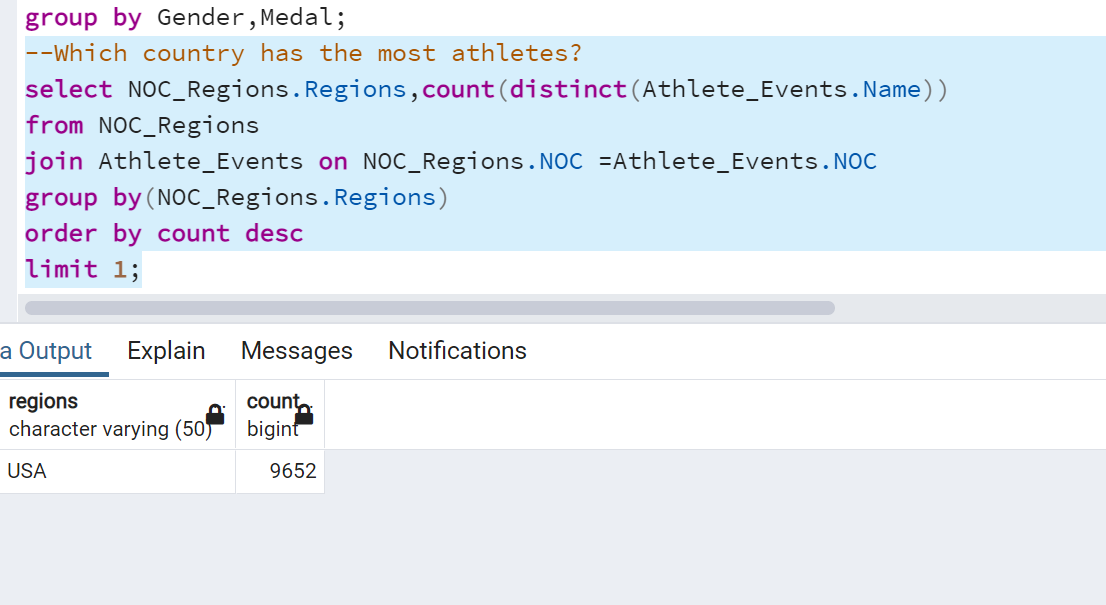 group by Gender,Medal;
--Which country has the most athletes?
select NOC_Regions.Regions,count(distinct(Athlete_Events.Name))
from NOC_Regions
join Athlete_Events on NOC_Regions.NOC =Athlete_Events.NOC
group by(NOC_Regions.Regions)
order by count desc
limit 1;
a Output Explain Messages Notifications
regions count
character varying (50) bigint
USA 9652